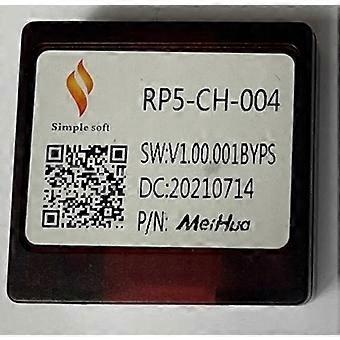 Simple soft
RP5-CH-004
SW:V1.00.001BYPS
DC:20210714
P/N: MeiHua